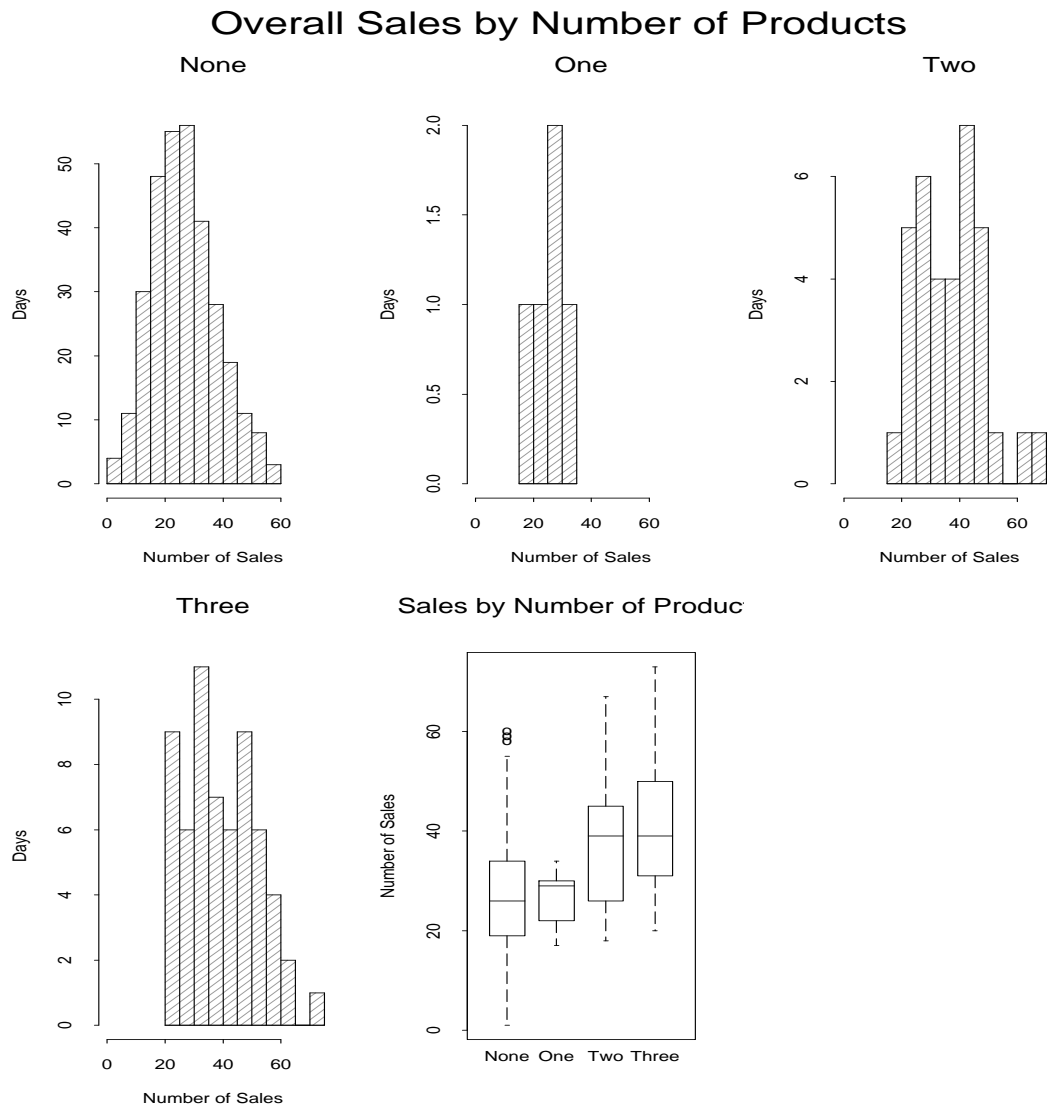 Overall Sales by Number of Products
None
One
Two
50
40
30
20
10
0
Days
0 20 40 60
Number of Sales
2.0
1.5
1.0
0.5
0.0
Days
0 20 40 60
Number of Sales
6
4
2
0
Days
0 20 40 60
Number of Sales
Three
10
8
6
4
2
0
Days
0 20 40 60
Number of Sales
Sales by Number of Produc
60
40
20
0
Number of Sales
None One Two Three